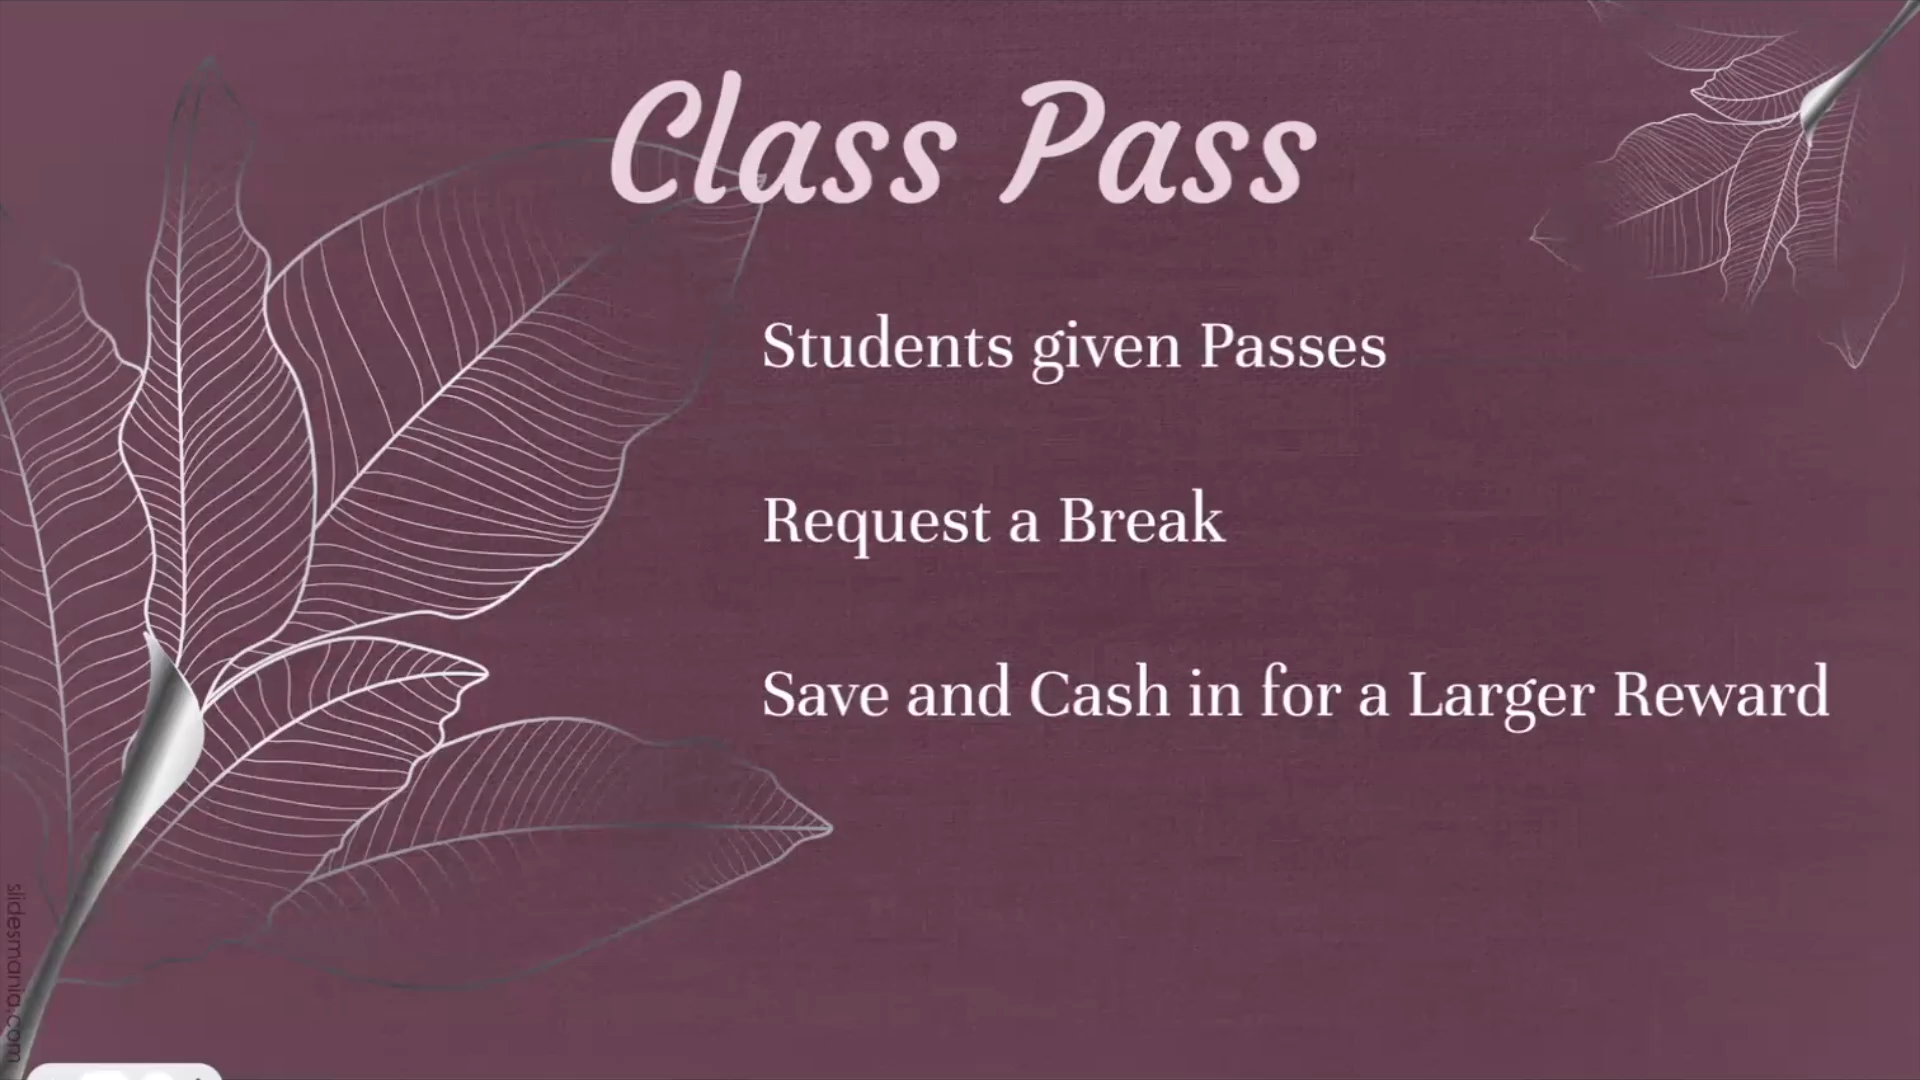 Class Pass
Students given Passes
Request a Break
Save and Cash in for a Larger Reward
slidesmania.com